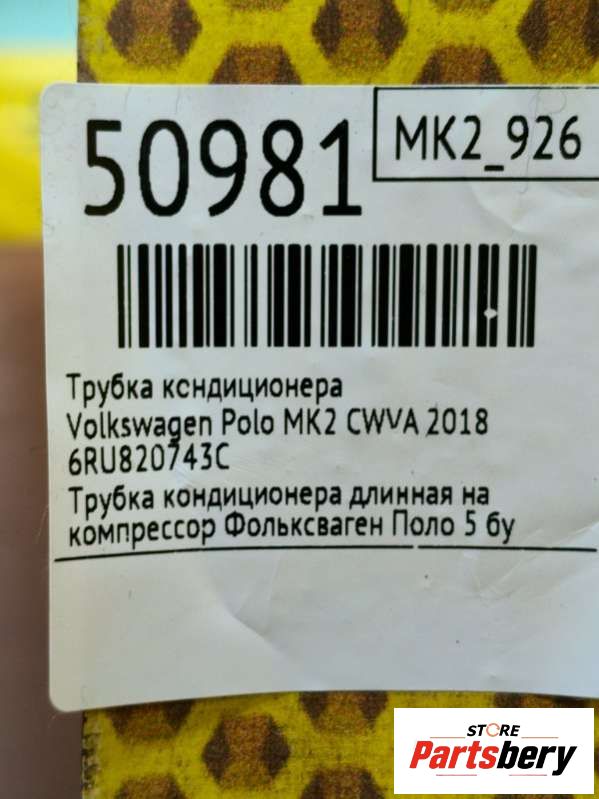 50981
MK2_926
Трубка кондиционера
Volkswagen Polo MK2 CWVA 2018
6RU820743C
Трубка кондиционера длинная на
компрессор Фольксваген Поло 5 бу
STORE
Partsbery